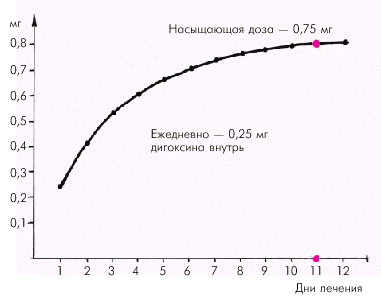 мг
Насыщающая доза — 0,75 мг
0,8
0,7
0,6
0,5
0,4
0,3
0,2
0,1
Ежедневно — 0,25 мг
дигоксина внутрь
1 2 3 4 5 6 7 8 9 10 11 12
Дни лечения